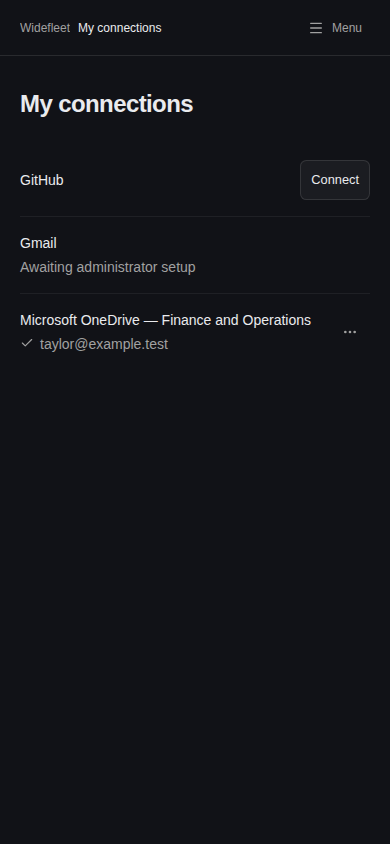 Widefleet My connections
Menu
My connections
GitHub
Connect
Gmail
Awaiting administrator setup
Microsoft OneDrive — Finance and Operations
taylor@example.test